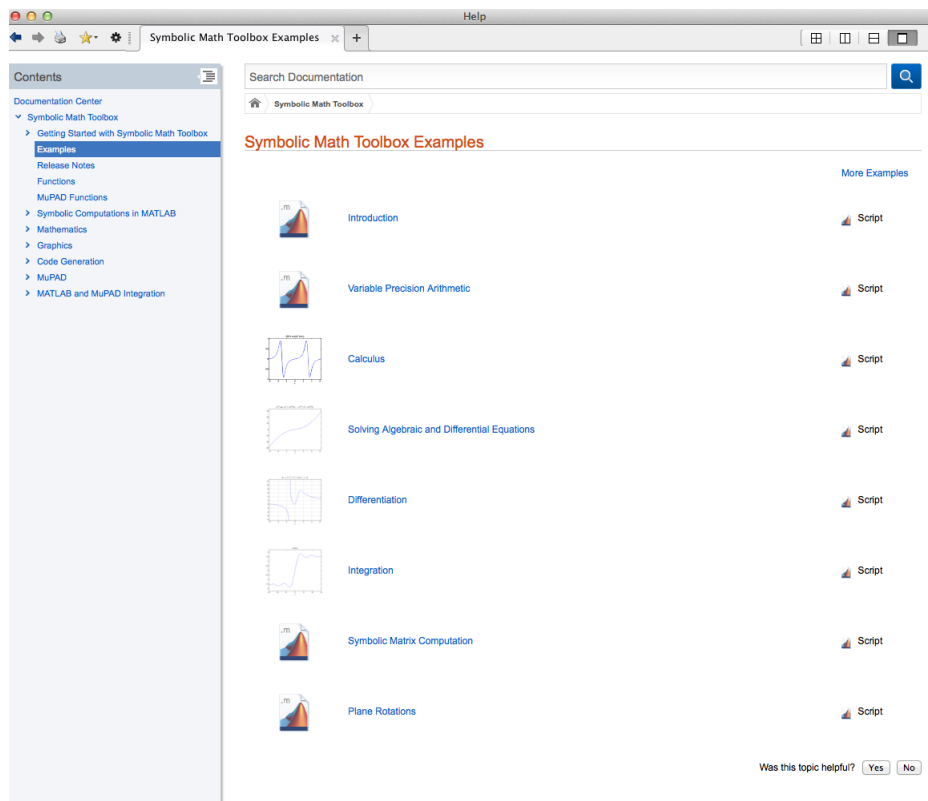 Help
Symbolic Math Toolbox Examples
Contents
Search Documentation
Documentation Center
Symbolic Math Toolbox
Getting Started with Symbolic Math Toolbox
Examples
Release Notes
Functions
MuPAD Functions
Symbolic Computations in MATLAB
Mathematics
Graphics
Code Generation
MuPAD
MATLAB and MuPAD Integration
Symbolic Math Toolbox
Symbolic Math Toolbox Examples
More Examples
.m Introduction Script
.m Variable Precision Arithmetic Script
Calculus Script
Solving Algebraic and Differential Equations Script
Differentiation Script
Integration Script
.m Symbolic Matrix Computation Script
.m Plane Rotations Script
Was this topic helpful? Yes No